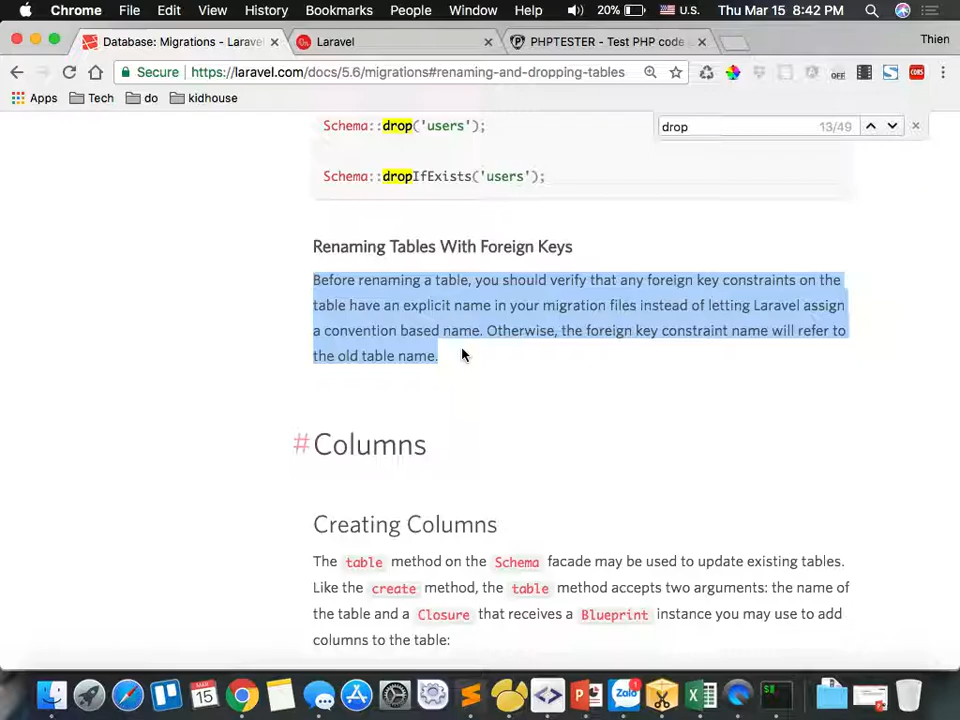 Chrome File Edit View History Bookmarks People Window Help 20% U.S. Thu Mar 15 8:42 PM
Database: Migrations - Larave Laravel PHPTESTER - Test PHP code Thien
Secure https://laravel.com/docs/5.6/migrations#renaming-and-dropping-tables OFF CORS
Apps Tech do kidhouse
drop 13/49
Schema::drop('users');
Schema::dropIfExists('users');
Renaming Tables With Foreign Keys
Before renaming a table, you should verify that any foreign key constraints on the
table have an explicit name in your migration files instead of letting Laravel assign
a convention based name. Otherwise, the foreign key constraint name will refer to
the old table name.
#Columns
Creating Columns
The table method on the Schema facade may be used to update existing tables.
Like the create method, the table method accepts two arguments: the name of
the table and a Closure that receives a Blueprint instance you may use to add
columns to the table:
MAR
15
Zalo
1